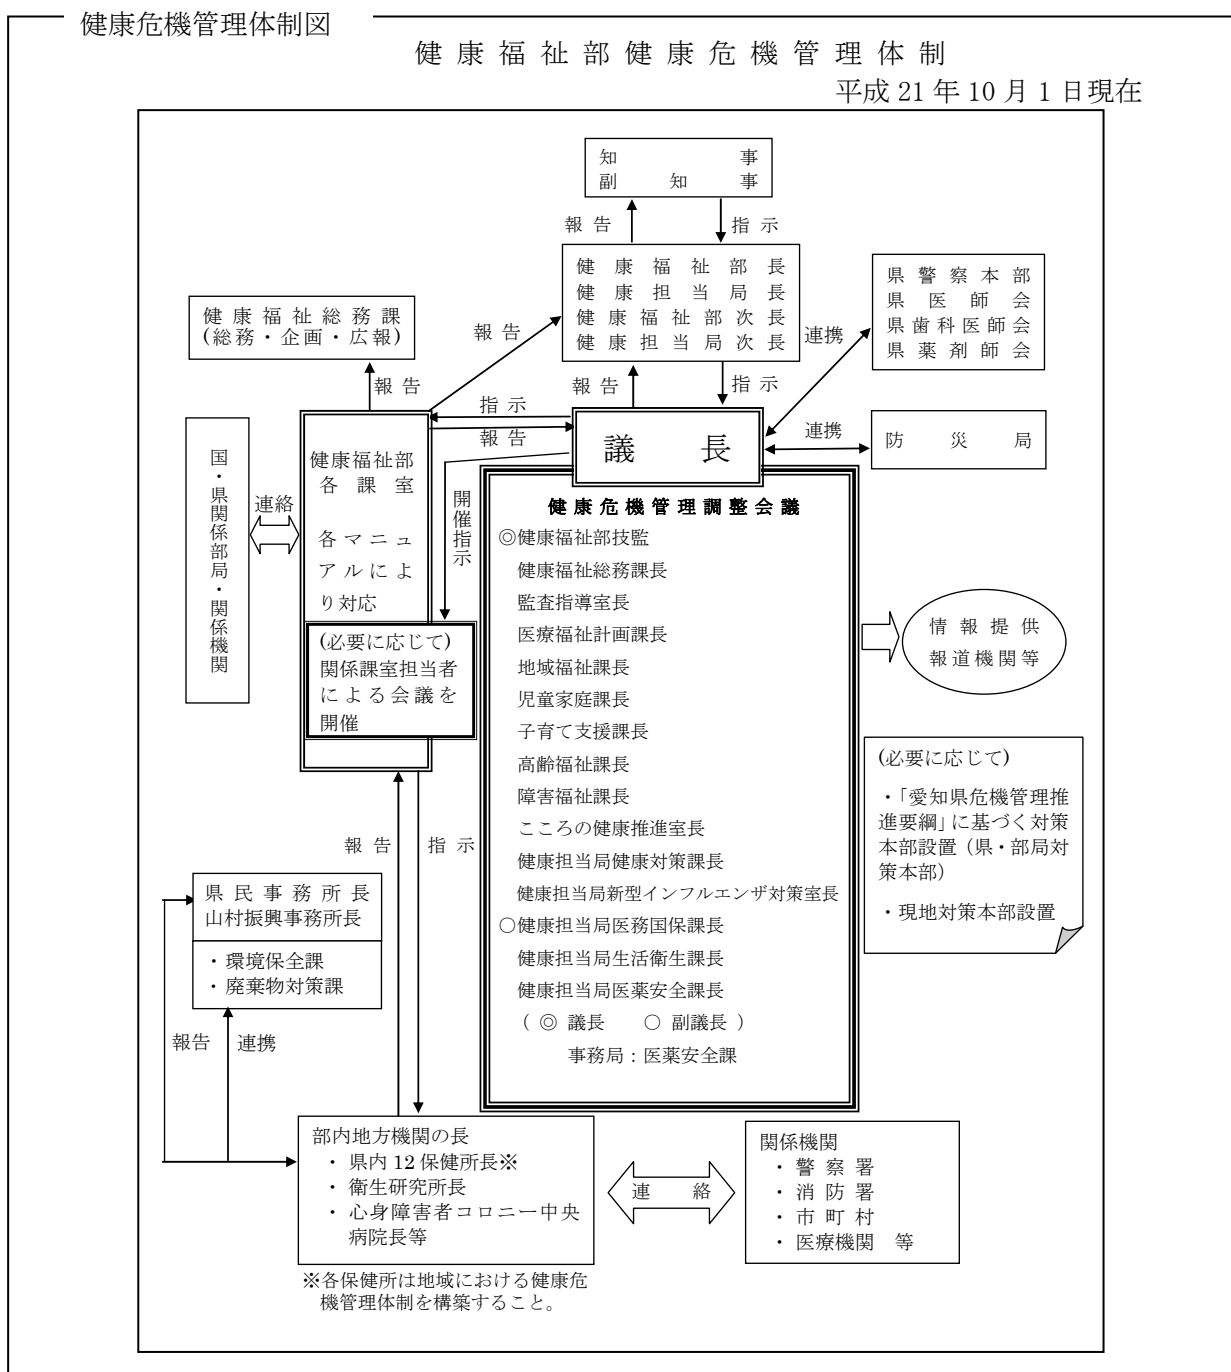 健康危機管理体制図
健康福祉部健康危機管理体制
平成 21 年 10 月 1 日現在
知事
副知事
報告
指示
健康福祉部長
健康担当局長
健康福祉部次長
健康担当局次長
県警察本部
県医師会
県歯科医師会
県薬剤師会
健康福祉総務課
(総務・企画・広報)
報告
連携
報告
報告
指示
指示
報告
議長
連携
防災局
国・県関係部局・関係機関
連絡
健康福祉部
各課室
各マニュ
アルによ
り対応
開催指示
(必要に応じて)
関係課室担当者
による会議を
開催
健康危機管理調整会議
◎健康福祉部技監
健康福祉総務課長
監査指導室長
医療福祉計画課長
地域福祉課長
児童家庭課長
子育て支援課長
高齢福祉課長
障害福祉課長
こころの健康推進室長
健康担当局健康対策課長
健康担当局新型インフルエンザ対策室長
○健康担当局医務国保課長
健康担当局生活衛生課長
健康担当局医薬安全課長
(◎ 議長 ○ 副議長)
事務局:医薬安全課
情報提供
報道機関等
(必要に応じて)
・「愛知県危機管理推
進要綱」に基づく対策
本部設置(県・部局対
策本部)
・現地対策本部設置
報告
指示
県民事務所長
山村振興事務所長
・環境保全課
・廃棄物対策課
報告
連携
部内地方機関の長
・県内 12 保健所長※
・衛生研究所長
・心身障害者コロニー中央
病院長等
連絡
関係機関
・警察署
・消防署
・市町村
・医療機関 等
※各保健所は地域における健康危
機管理体制を構築すること。